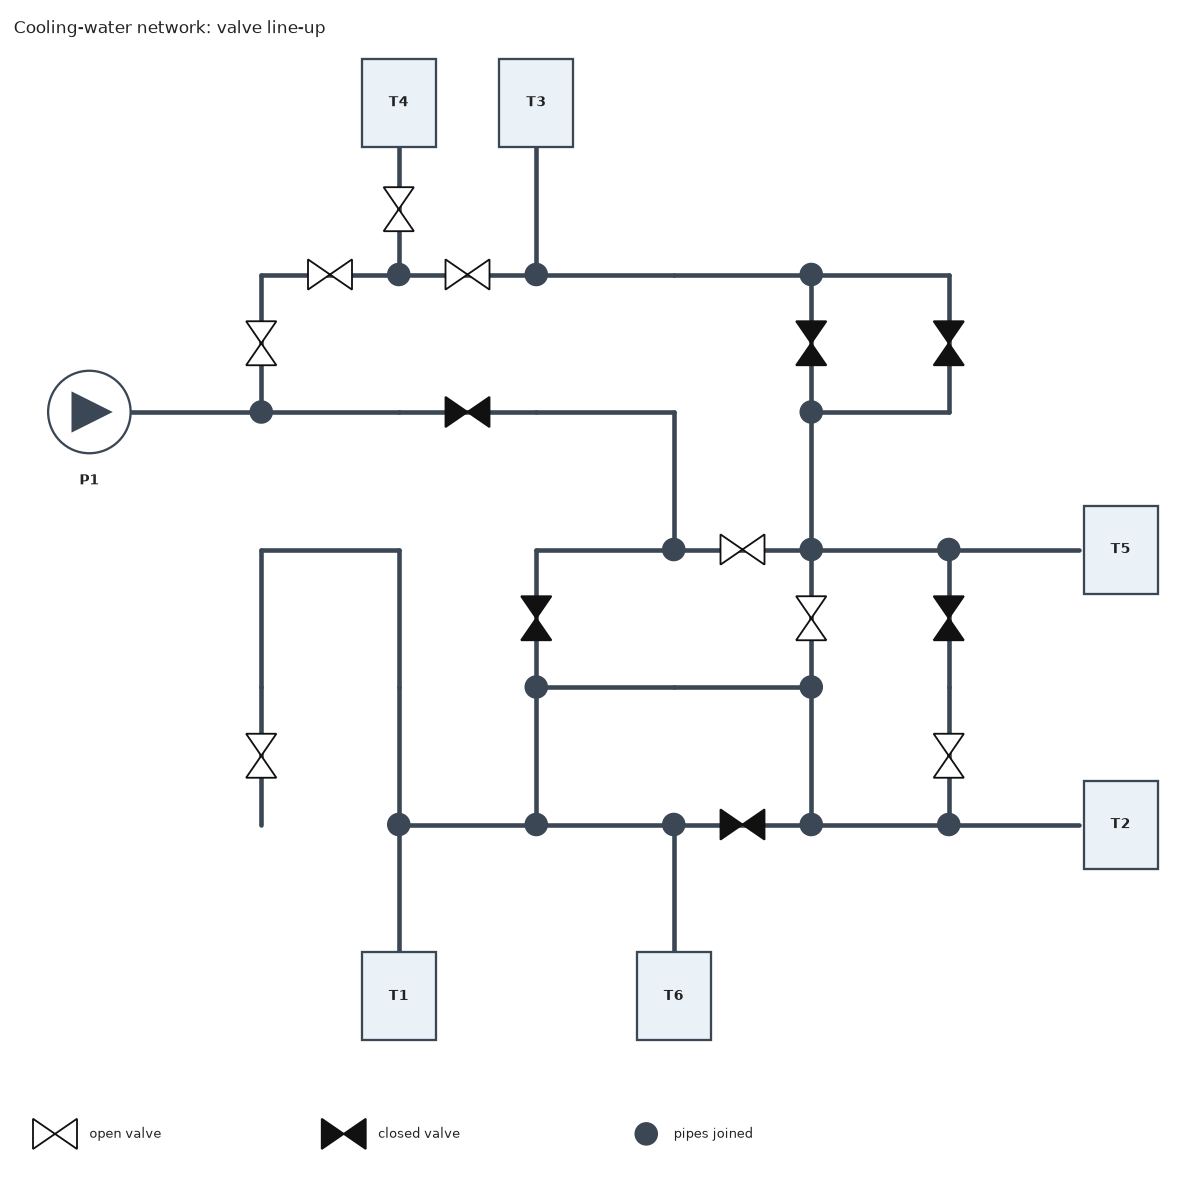 Cooling-water network: valve line-up
T4
T3
P1
T5
T2
T1
T6
open valve
closed valve
pipes joined